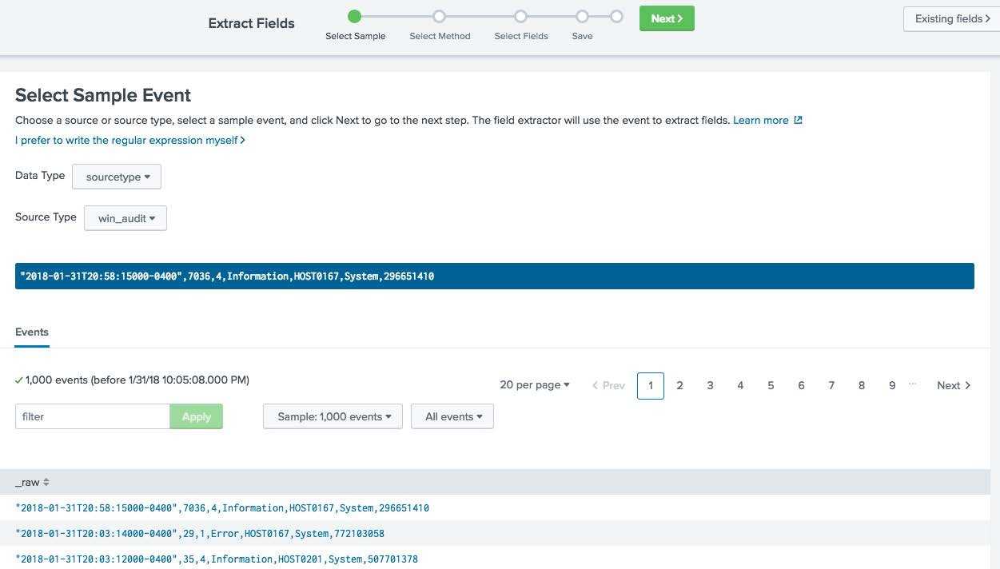 Extract Fields
Select Sample
Select Method
Select Fields
Save
Next >
Existing fields >
Select Sample Event
Choose a source or source type, select a sample event, and click Next to go to the next step. The field extractor will use the event to extract fields. Learn more
I prefer to write the regular expression myself >
Data Type sourcetype
Source Type win_audit
"2018-01-31T20:58:15000-0400",7036,4,Information,HOST0167,System,296651410
Events
1,000 events (before 1/31/18 10:05:08.000 PM)
20 per page < Prev 1 2 3 4 5 6 7 8 9 ... Next >
filter Apply Sample: 1,000 events All events
_raw
"2018-01-31T20:58:15000-0400",7036,4,Information,HOST0167,System,296651410
"2018-01-31T20:03:14000-0400",29,1,Error,HOST0167,System,772103058
"2018-01-31T20:03:12000-0400",35,4,Information,HOST0201,System,507701378